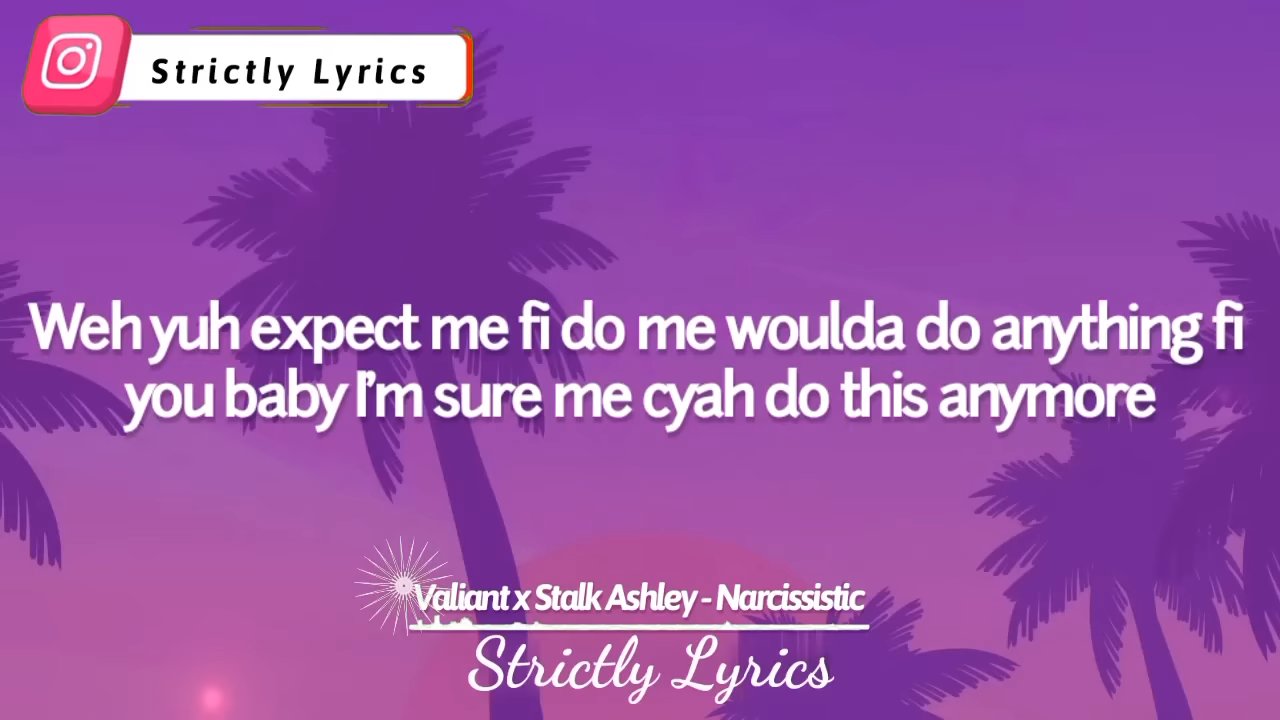 Strictly Lyrics
Weh yuh expect me fi do me woulda do anything fi
you baby I'm sure me cyah do this anymore
Valiant x Stalk Ashley - Narcissistic
Strictly Lyrics